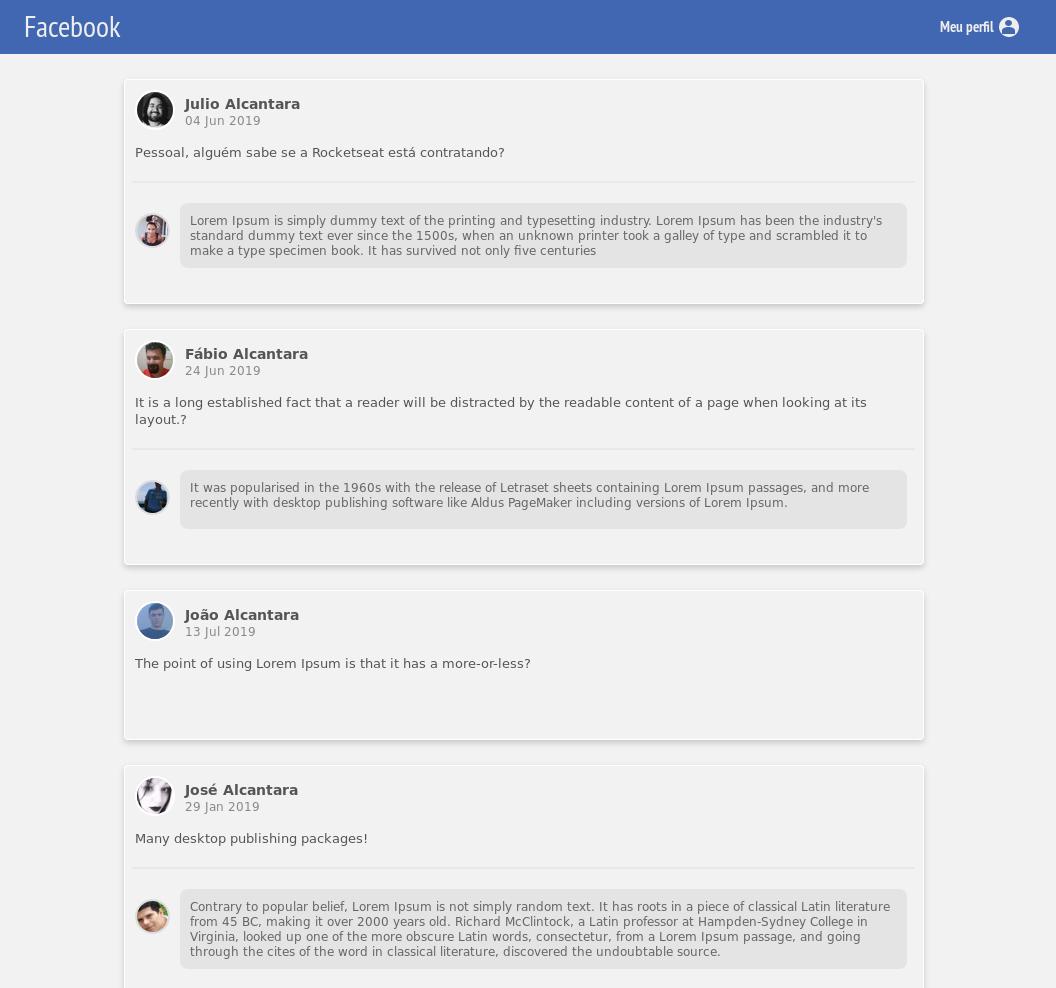 Facebook
Meu perfil
Julio Alcantara
04 Jun 2019
Pessoal, alguém sabe se a Rocketseat está contratando?
Lorem Ipsum is simply dummy text of the printing and typesetting industry. Lorem Ipsum has been the industry's
standard dummy text ever since the 1500s, when an unknown printer took a galley of type and scrambled it to
make a type specimen book. It has survived not only five centuries
Fábio Alcantara
24 Jun 2019
It is a long established fact that a reader will be distracted by the readable content of a page when looking at its
layout.?
It was popularised in the 1960s with the release of Letraset sheets containing Lorem Ipsum passages, and more
recently with desktop publishing software like Aldus PageMaker including versions of Lorem Ipsum.
João Alcantara
13 Jul 2019
The point of using Lorem Ipsum is that it has a more-or-less?
José Alcantara
29 Jan 2019
Many desktop publishing packages!
Contrary to popular belief, Lorem Ipsum is not simply random text. It has roots in a piece of classical Latin literature
from 45 BC, making it over 2000 years old. Richard McClintock, a Latin professor at Hampden-Sydney College in
Virginia, looked up one of the more obscure Latin words, consectetur, from a Lorem Ipsum passage, and going
through the cites of the word in classical literature, discovered the undoubtable source.